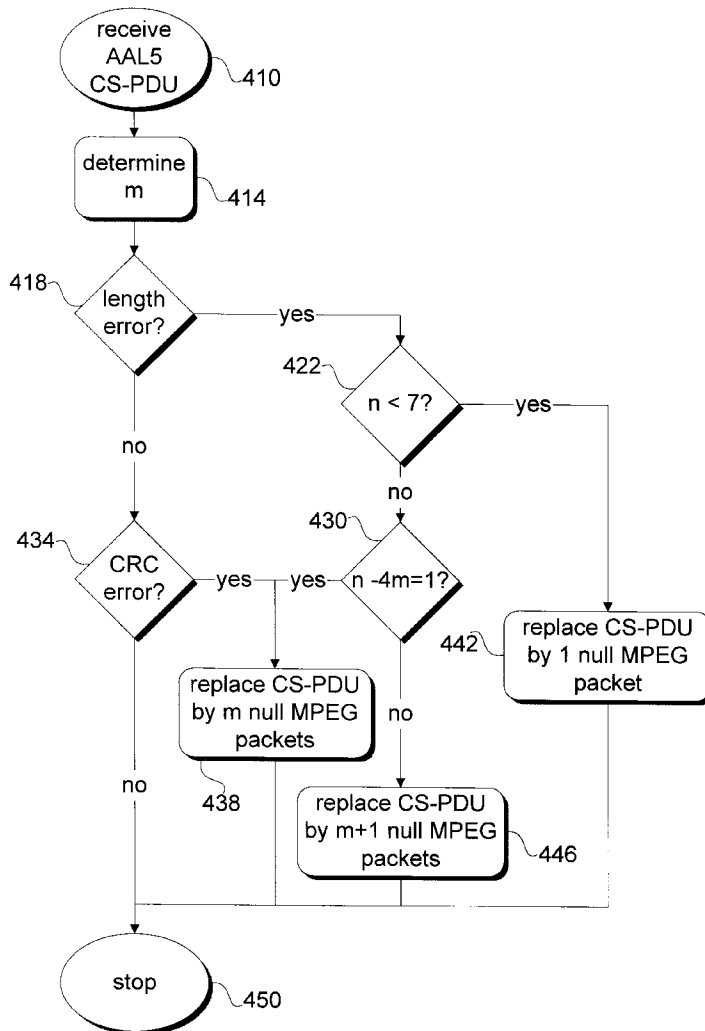 receive
AAL5
CS-PDU
410
determine
m
414
418
length
error?
yes
422
n < 7?
yes
no
no
430
434
CRC
error?
yes
yes
n -4m=1?
442
replace CS-PDU
by 1 null MPEG
packet
replace CS-PDU
by m null MPEG
packets
438
no
no
replace CS-PDU
by m+1 null MPEG
packets
446
stop
450